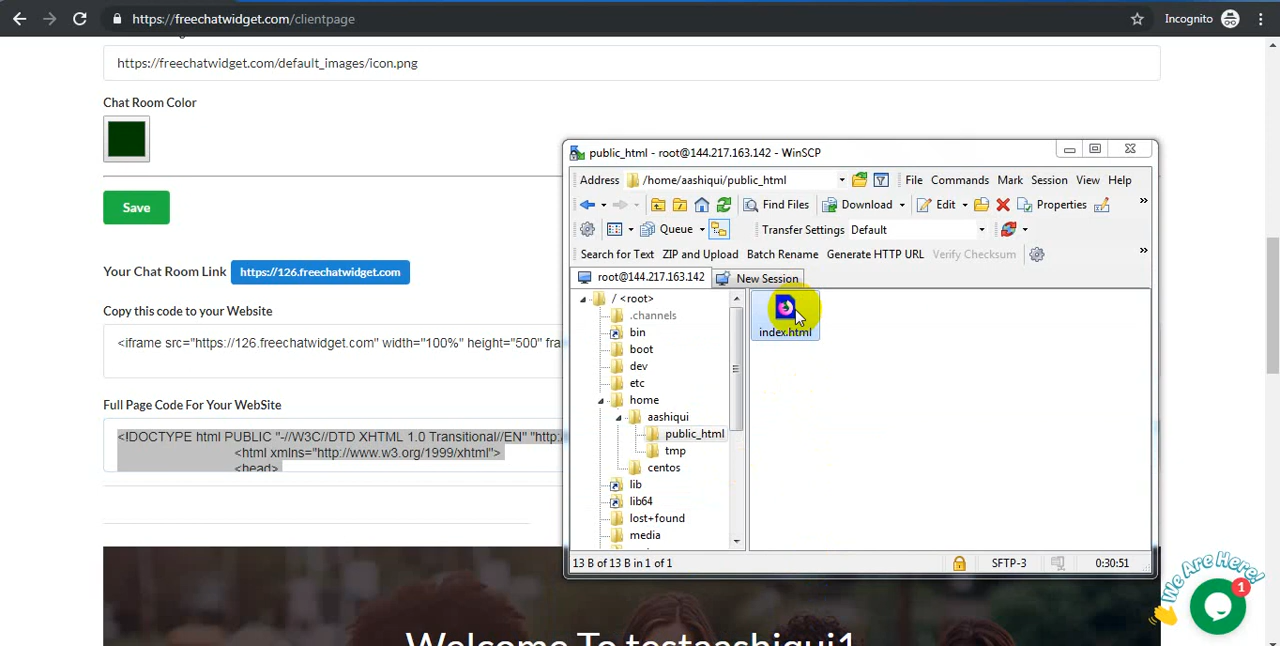 https://freechatwidget.com/clientpage
Incognito
https://freechatwidget.com/default_images/icon.png
Chat Room Color
Save
Your Chat Room Link https://126.freechatwidget.com
Copy this code to your Website
<iframe src="https://126.freechatwidget.com" width="100%" height="500" fra
Full Page Code For Your WebSite
<!DOCTYPE html PUBLIC "-//W3C//DTD XHTML 1.0 Transitional//EN" "http:
<html xmlns="http://www.w3.org/1999/xhtml">
<head>
Welcome To testaashiqui1
public_html - root@144.217.163.142 - WinSCP
Address /home/aashiqui/public_html File Commands Mark Session View Help
Find Files Download Edit Properties
Queue Transfer Settings Default
Search for Text ZIP and Upload Batch Rename Generate HTTP URL Verify Checksum
root@144.217.163.142 New Session
/ <root>
.channels
bin
boot
dev
etc
home
aashiqui
public_html
tmp
centos
lib
lib64
lost+found
media
index.html
13 B of 13 B in 1 of 1 SFTP-3 0:30:51
We Are Here!
1